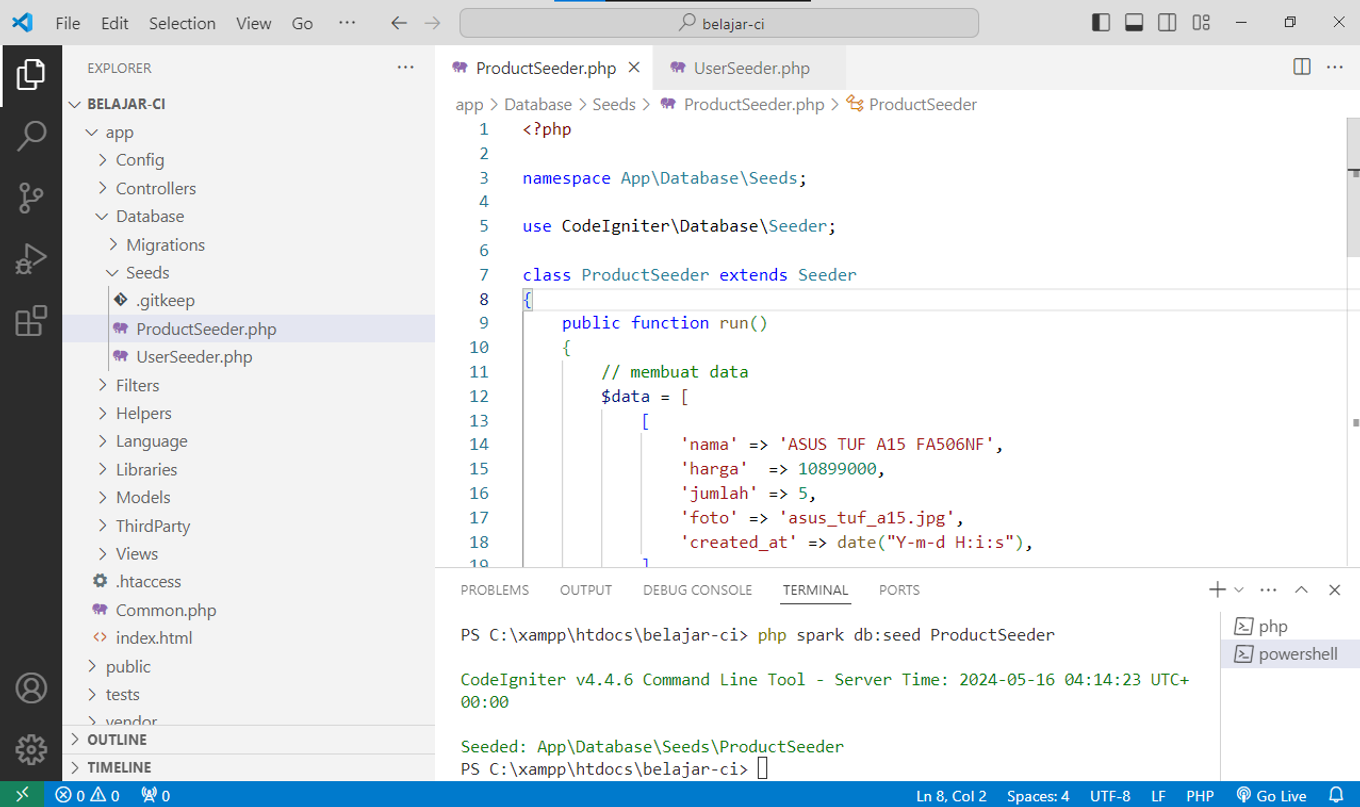 File Edit Selection View Go ··· belajar-ci
EXPLORER ···
BELAJAR-CI
app
Config
Controllers
Database
Migrations
Seeds
.gitkeep
ProductSeeder.php
UserSeeder.php
Filters
Helpers
Language
Libraries
Models
ThirdParty
Views
.htaccess
Common.php
index.html
public
tests
vendor
OUTLINE
TIMELINE
ProductSeeder.php UserSeeder.php
app > Database > Seeds > ProductSeeder.php > ProductSeeder
1 <?php
2
3 namespace App\Database\Seeds;
4
5 use CodeIgniter\Database\Seeder;
6
7 class ProductSeeder extends Seeder
8 {
9 public function run()
10 {
11 // membuat data
12 $data = [
13 [
14 'nama' => 'ASUS TUF A15 FA506NF',
15 'harga'  => 10899000,
16 'jumlah' => 5,
17 'foto' => 'asus_tuf_a15.jpg',
18 'created_at' => date("Y-m-d H:i:s"),
19 ]
PROBLEMS OUTPUT DEBUG CONSOLE TERMINAL PORTS
PS C:\xampp\htdocs\belajar-ci> php spark db:seed ProductSeeder
CodeIgniter v4.4.6 Command Line Tool - Server Time: 2024-05-16 04:14:23 UTC+
00:00
Seeded: App\Database\Seeds\ProductSeeder
PS C:\xampp\htdocs\belajar-ci>
php
powershell
0 0 0 Ln 8, Col 2 Spaces: 4 UTF-8 LF PHP Go Live